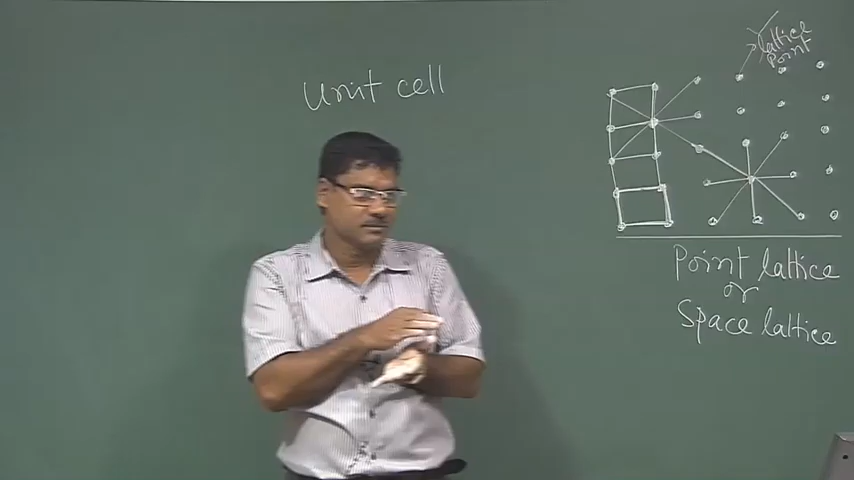 Unit cell
lattice
point
Point lattice
or
Space lattice